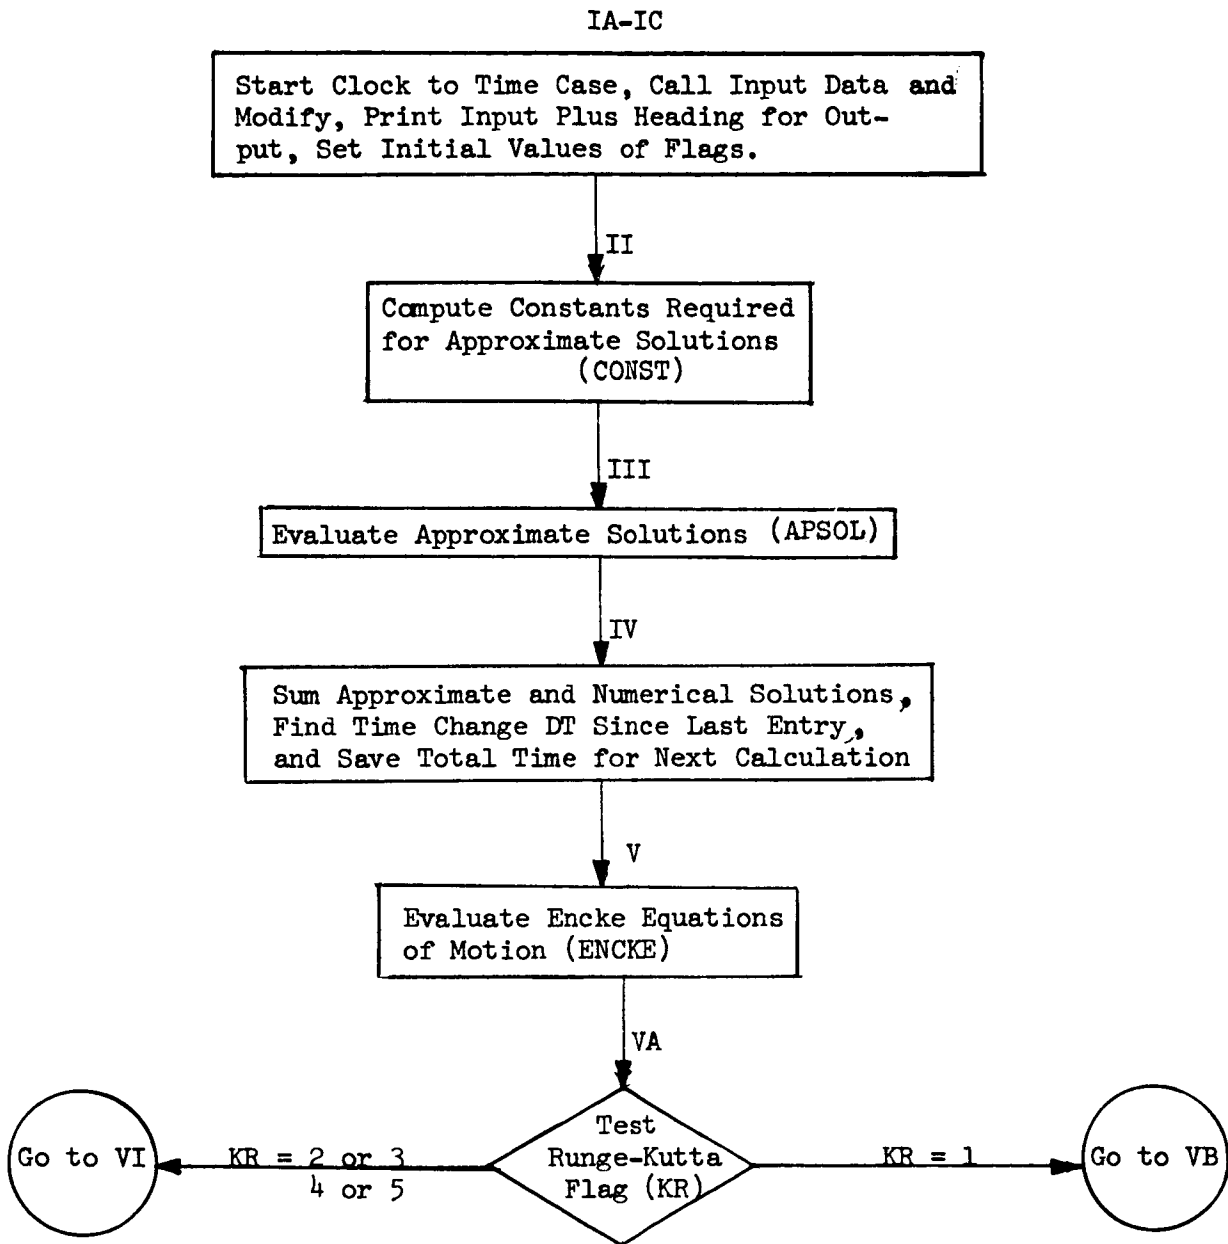 IA-IC
Start Clock to Time Case, Call Input Data and
Modify, Print Input Plus Heading for Out-
put, Set Initial Values of Flags.
II
Compute Constants Required
for Approximate Solutions
(CONST)
III
Evaluate Approximate Solutions (APSOL)
IV
Sum Approximate and Numerical Solutions,
Find Time Change DT Since Last Entry,
and Save Total Time for Next Calculation
V
Evaluate Encke Equations
of Motion (ENCKE)
VA
Test
Runge-Kutta
Flag (KR)
Go to VI
KR = 2 or 3
4 or 5
KR = 1
Go to VB